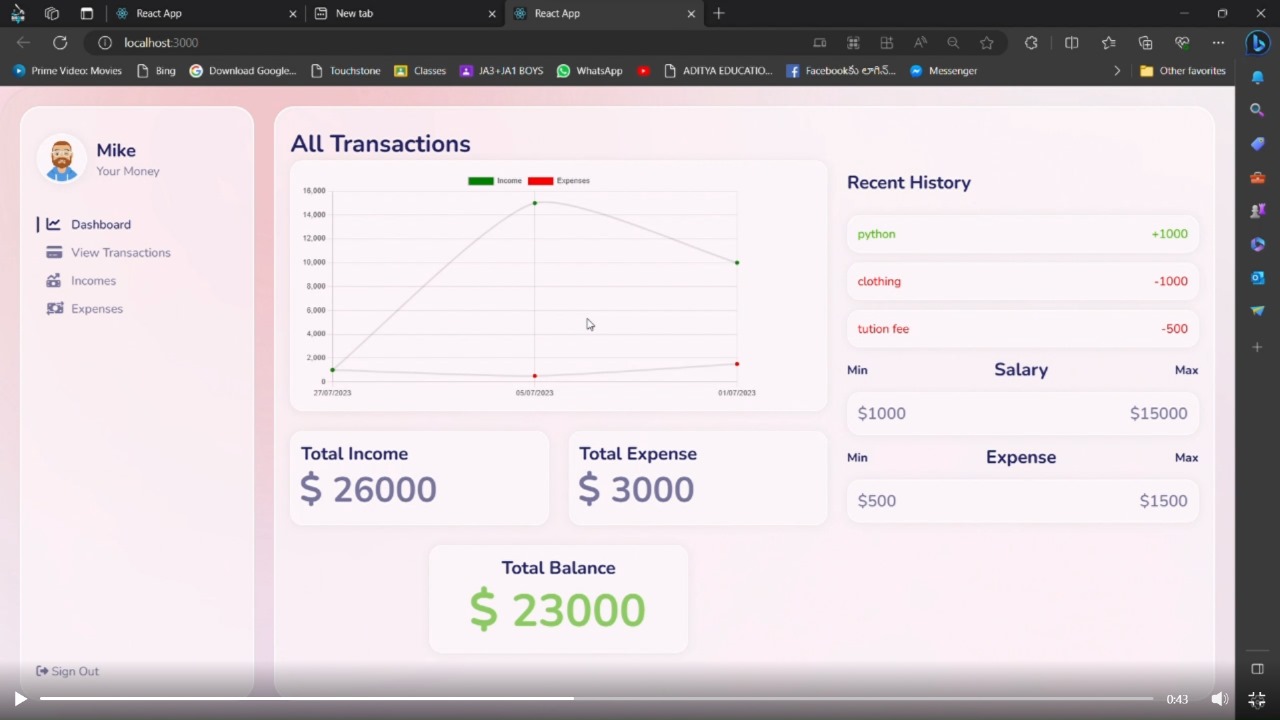 React App
New tab
React App
localhost:3000
Prime Video: Movies
Bing
Download Google...
Touchstone
Classes
JA3+JA1 BOYS
WhatsApp
ADITYA EDUCATIO...
Messenger
Other favorites
Mike
Your Money
Dashboard
View Transactions
Incomes
Expenses
Sign Out
All Transactions
Income Expenses
16,000
14,000
12,000
10,000
8,000
6,000
4,000
2,000
0
27/07/2023 05/07/2023 01/07/2023
Total Income
$ 26000
Total Expense
$ 3000
Total Balance
$ 23000
Recent History
python +1000
clothing -1000
tution fee -500
Min Salary Max
$1000 $15000
Min Expense Max
$500 $1500
0:43